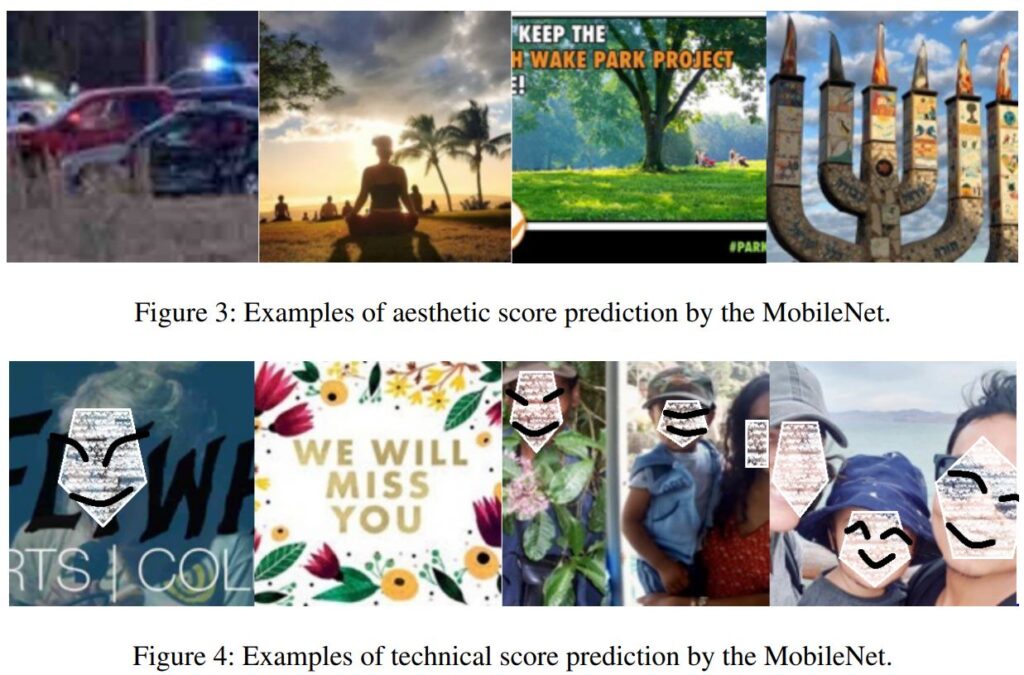 KEEP THE
H WAKE PARK PROJECT
E!
#PARK
Figure 3: Examples of aesthetic score prediction by the MobileNet.
RTS | COL
WE WILL
MISS
YOU
Figure 4: Examples of technical score prediction by the MobileNet.